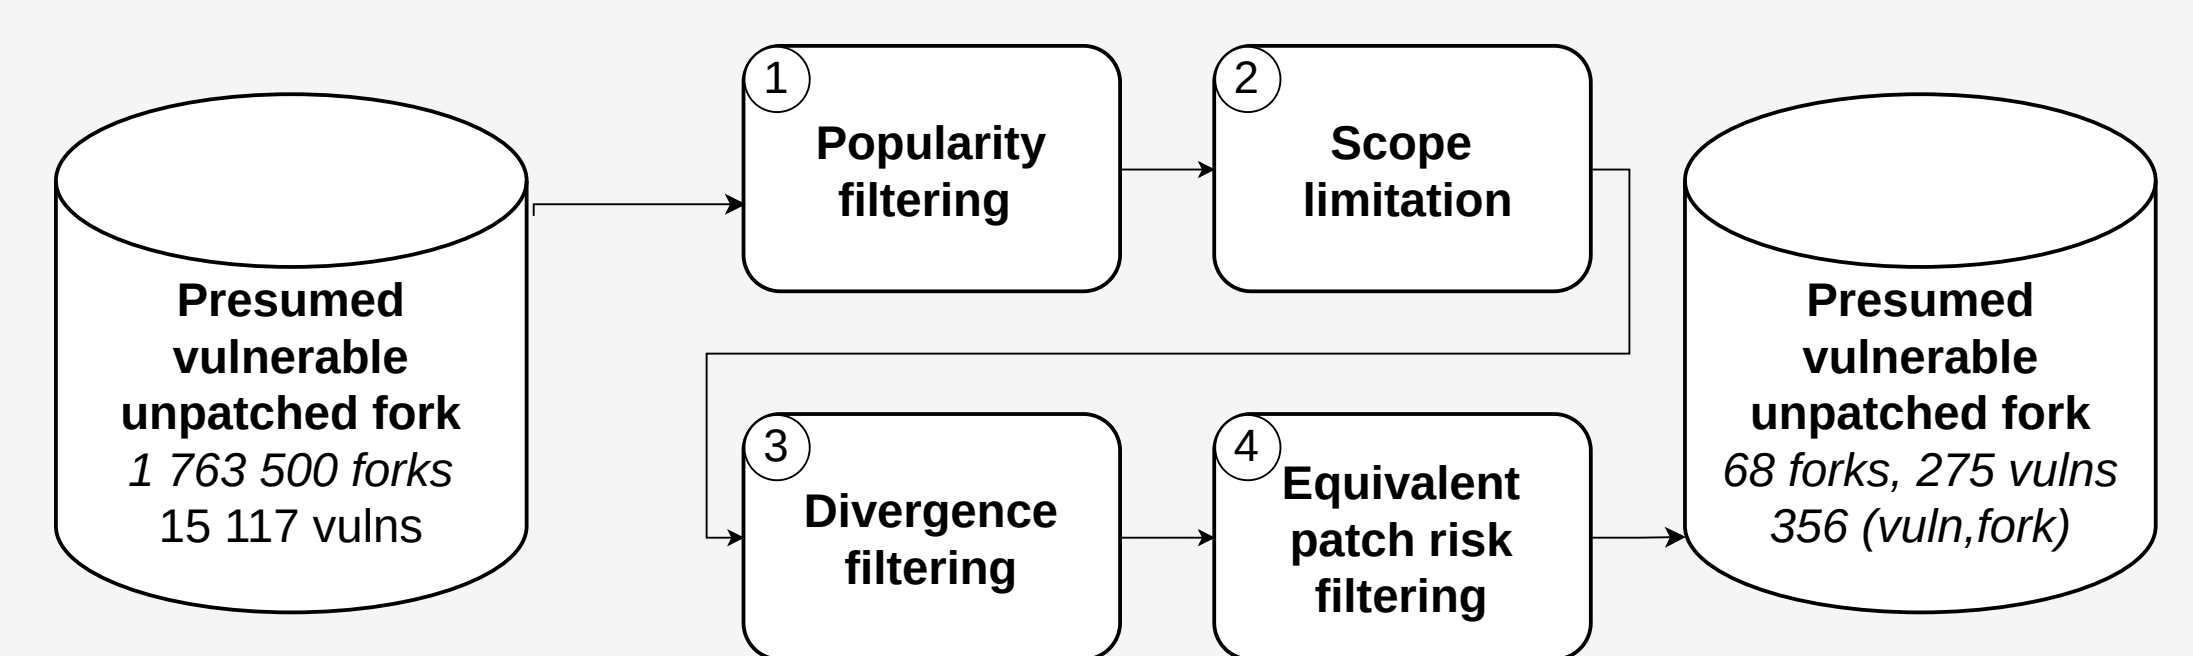 Presumed
vulnerable
unpatched fork
1 763 500 forks
15 117 vulns
1
Popularity
filtering
2
Scope
limitation
3
Divergence
filtering
4
Equivalent
patch risk
filtering
Presumed
vulnerable
unpatched fork
68 forks, 275 vulns
356 (vuln,fork)